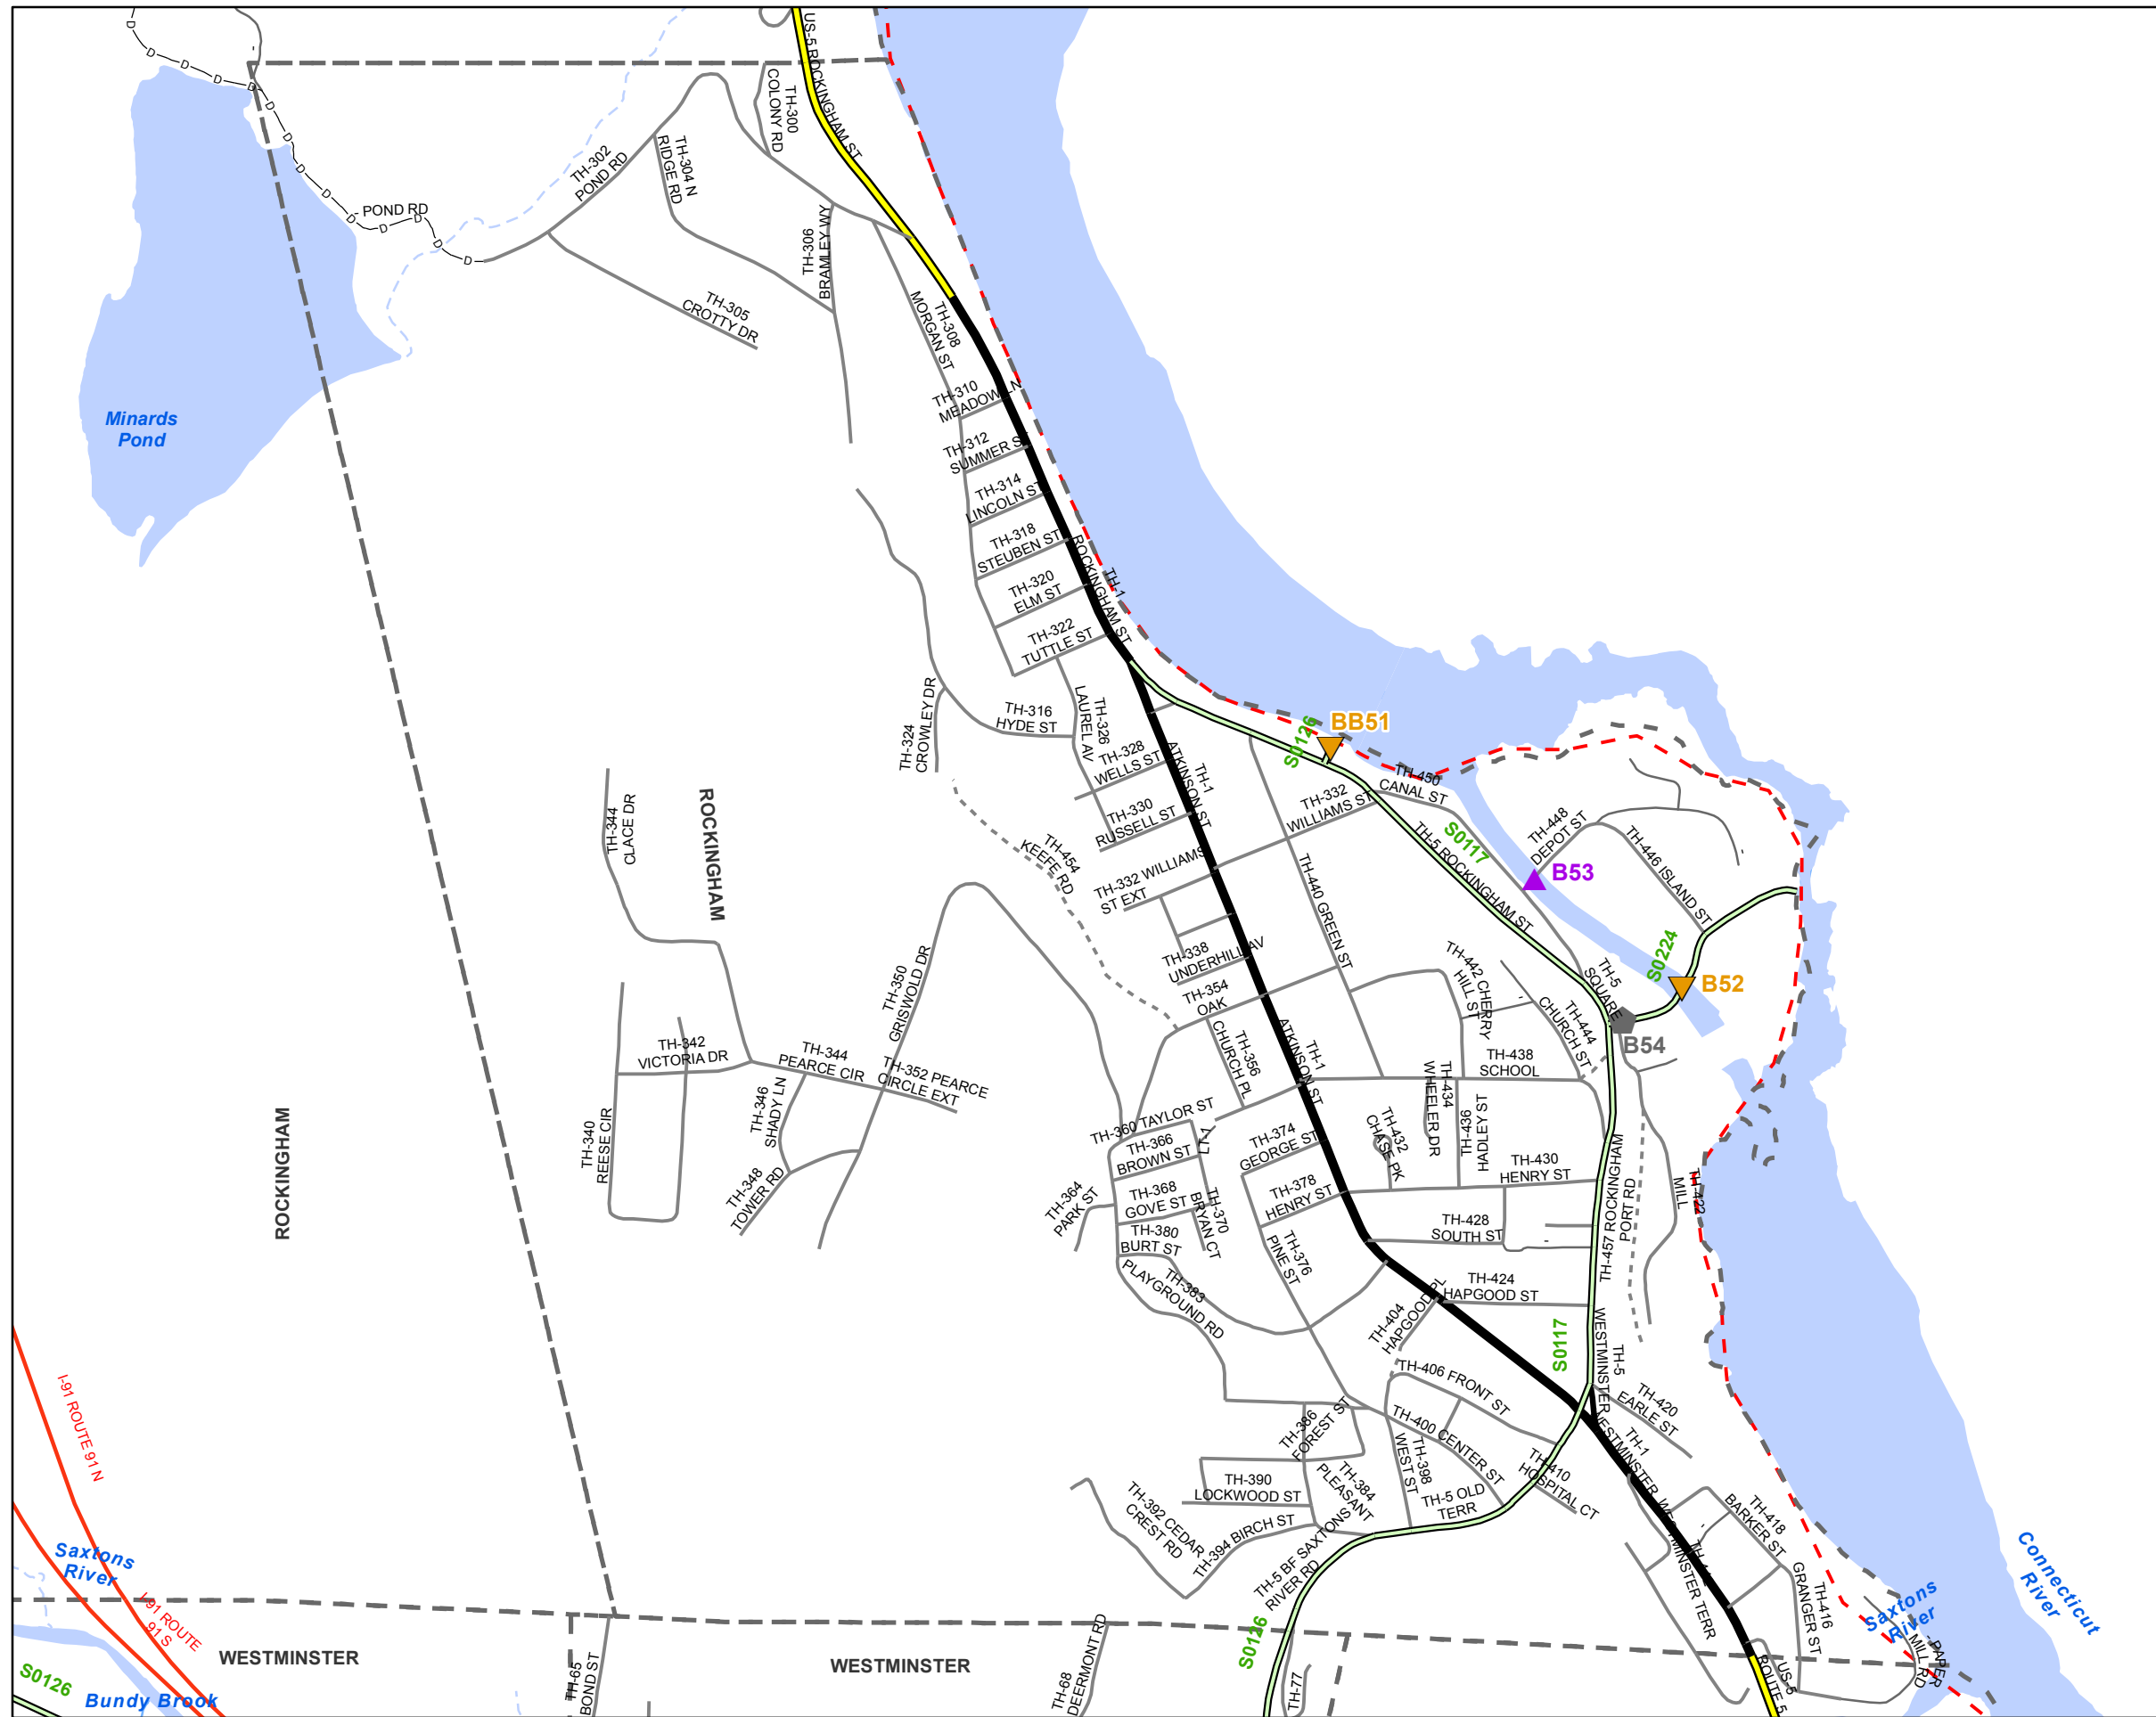 US-5 ROCKINGHAM ST
TH-300
COLONY RD
TH-302
POND RD
TH-304 N
RIDGE RD
- POND RD
TH-306
BRAMLEY WY
TH-305
CROTTY DR
TH-308
MORGAN ST
TH-310
MEADOW LN
Minards
Pond
TH-312
SUMMER ST
TH-314
LINCOLN ST
TH-318
STEUBEN ST
TH-1
ROCKINGHAM ST
TH-320
ELM ST
TH-322
TUTTLE ST
TH-324
CROWLEY DR
TH-316
HYDE ST
TH-326
LAUREL AV
TH-328
WELLS ST
TH-1
ATKINSON ST
S0126
BB51
TH-450
CANAL ST
TH-332
WILLIAMS ST
TH-330
RUSSELL ST
S0117
TH-5 ROCKINGHAM ST
TH-448
DEPOT ST
TH-446 ISLAND ST
B53
TH-344
CLACE DR
ROCKINGHAM
TH-454
KEEFE RD
TH-332 WILLIAMS
ST EXT
TH-440 GREEN ST
TH-338
UNDERHILL AV
TH-350
GRISWOLD DR
TH-354
OAK
TH-442 CHERRY
HILL ST
TH-444
CHURCH ST
TH-5
SQUARE
S0224
B52
B54
TH-342
VICTORIA DR
TH-344
PEARCE CIR
TH-352 PEARCE
CIRCLE EXT
TH-356
CHURCH PL
TH-1
ATKINSON ST
TH-438
SCHOOL
TH-434
WHEELER DR
TH-436
HADLEY ST
TH-432
CHASE PK
TH-346
SHADY LN
TH-340
REESE CIR
TH-348
TOWER RD
ROCKINGHAM
TH-360 TAYLOR ST
LT-1
TH-366
BROWN ST
TH-374
GEORGE ST
TH-364
PARK ST
TH-368
GOVE ST
TH-370
BRYAN CT
TH-378
HENRY ST
TH-430
HENRY ST
TH-457 ROCKINGHAM
PORT RD
TH-422
MILL
TH-380
BURT ST
TH-428
SOUTH ST
TH-376
PINE ST
TH-383
PLAYGROUND RD
TH-424
HAPGOOD ST
TH-404
HAPGOOD PL
S0117
TH-5
WESTMINSTER
TH-406 FRONT ST
TH-420
EARLE ST
I-91 ROUTE 91 N
TH-386
FOREST ST
TH-400 CENTER ST
TH-398
WEST ST
TH-1
WESTMINSTER
TH-410
HOSPITAL CT
TH-390
LOCKWOOD ST
TH-384
PLEASANT
TH-5 OLD
TERR
TH-392 CEDAR
CREST RD
TH-394 BIRCH ST
TH-5 BF SAXTONS
RIVER RD
WESTMINSTER TERR
TH-418
BARKER ST
TH-416
GRANGER ST
Saxtons
River
Connecticut
River
Saxtons
River
I-91 ROUTE
91 S
WESTMINSTER
WESTMINSTER
S0126
TH-65
BOND ST
TH-68
DEERMONT RD
TH-77
US-5
ROUTE 5
- PAPER
MILL RD
S0126
Bundy Brook